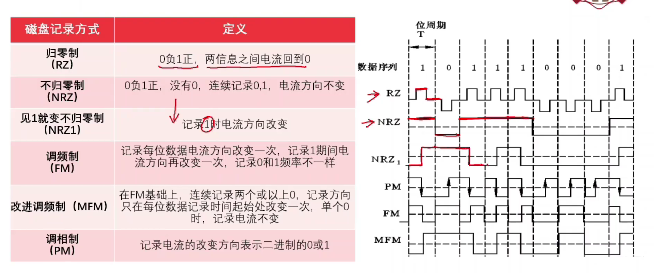 磁盘记录方式 定义
归零制
(RZ)
0负1正，两信息之间电流回到0
不归零制
(NRZ)
0负1正，没有0，连续记录0,1，电流方向不变
见1就变不归零制
(NRZ1)
记录1时电流方向改变
调频制
(FM)
记录每位数据电流方向改变一次，记录1期间电
流方向再改变一次，记录0和1频率不一样
改进调频制（MFM）
在FM基础上，连续记录两个或以上0，记录方向
只在每位数据记录时间起始处改变一次，单个0
时，记录电流不变
调相制
(PM)
记录电流的改变方向表示二进制的0或1
位周期
T
数据序列 1 0 1 1 1 0 0 0 1
RZ
NRZ
NRZ1
PM
FM
MFM